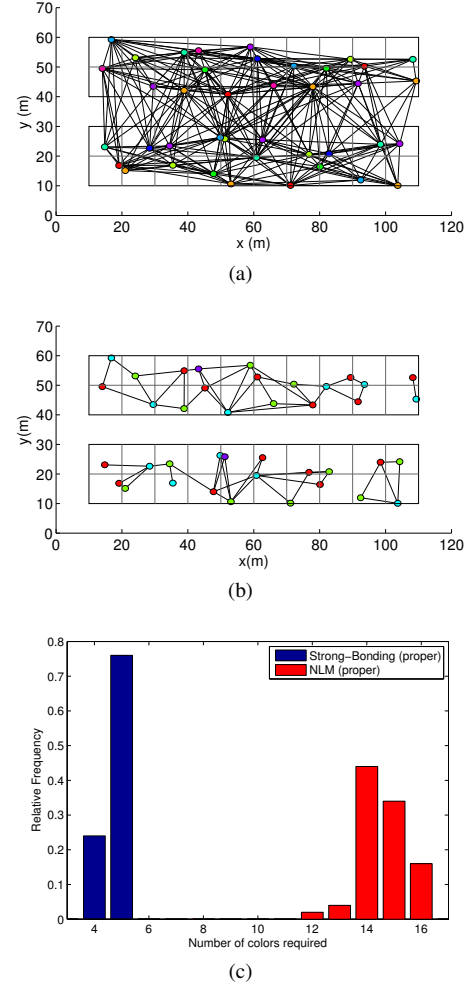 70
60
50
40
30
20
10
0
y (m)
0 20 40 60 80 100 120
x (m)
(a)
70
60
50
40
30
20
10
0
y(m)
0 20 40 60 80 100 120
x(m)
(b)
0.8
0.7
0.6
0.5
0.4
0.3
0.2
0.1
0
Relative Frequency
Strong-Bonding (proper)
NLM (proper)
4 6 8 10 12 14 16
Number of colors required
(c)